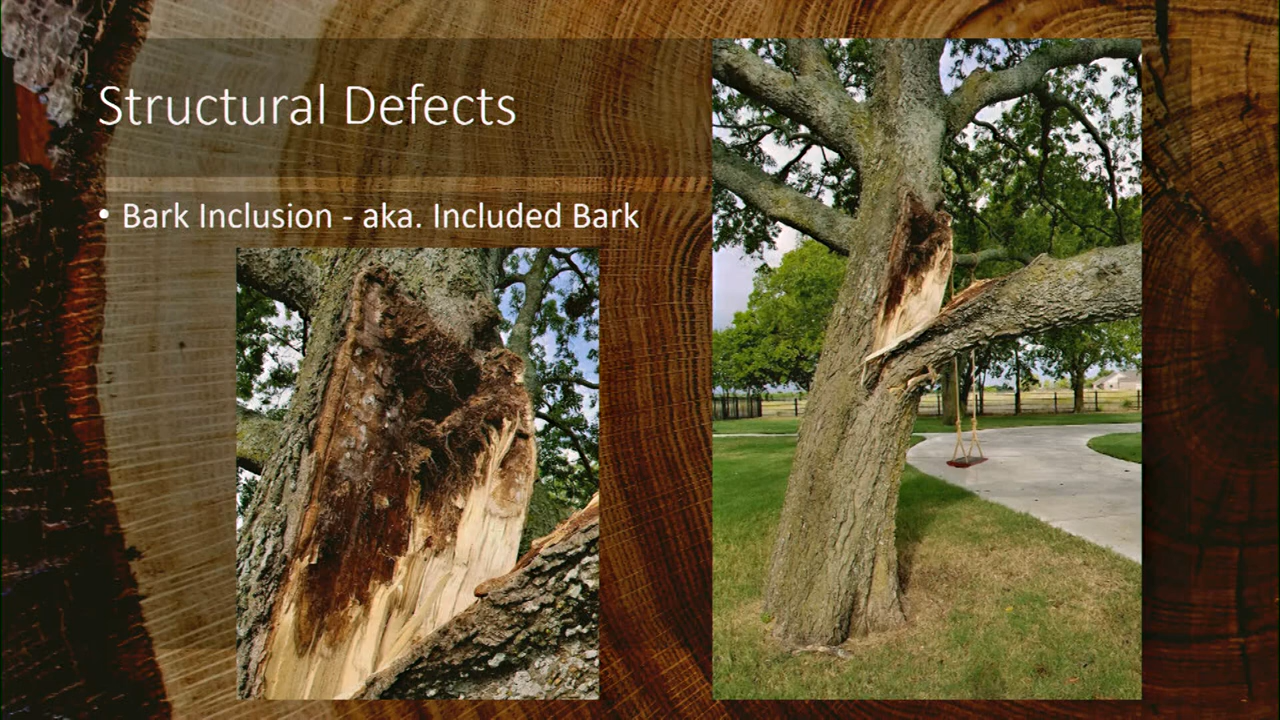 Structural Defects
• Bark Inclusion - aka. Included Bark